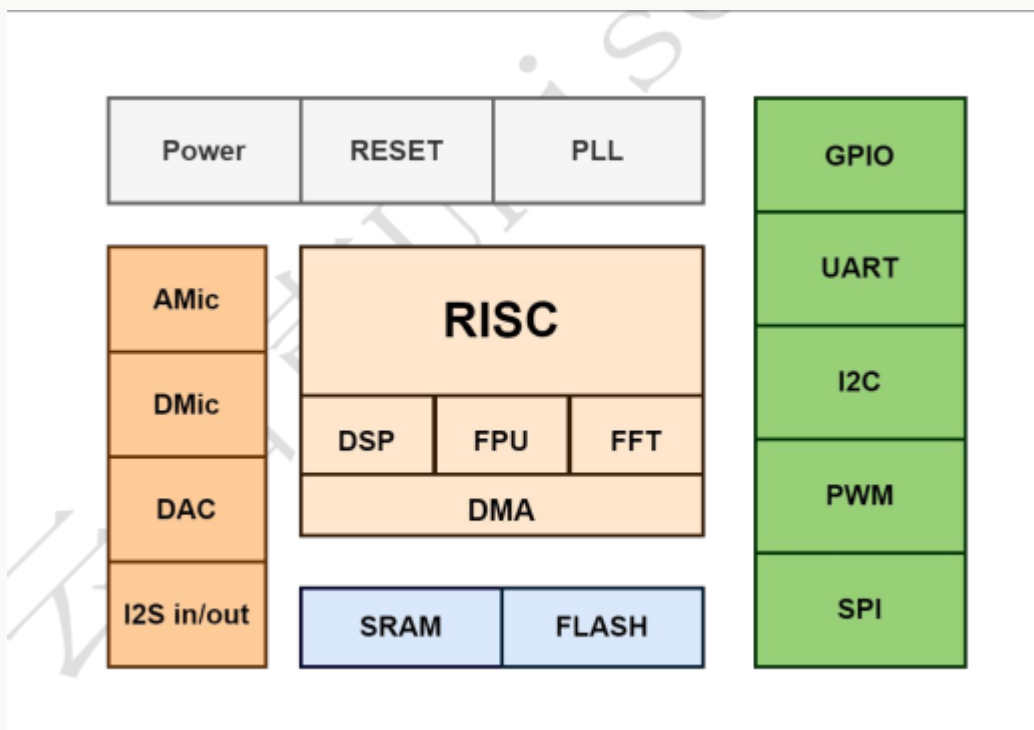 Power RESET PLL
AMic
DMic
DAC
I2S in/out
RISC
DSP FPU FFT
DMA
SRAM FLASH
GPIO
UART
I2C
PWM
SPI